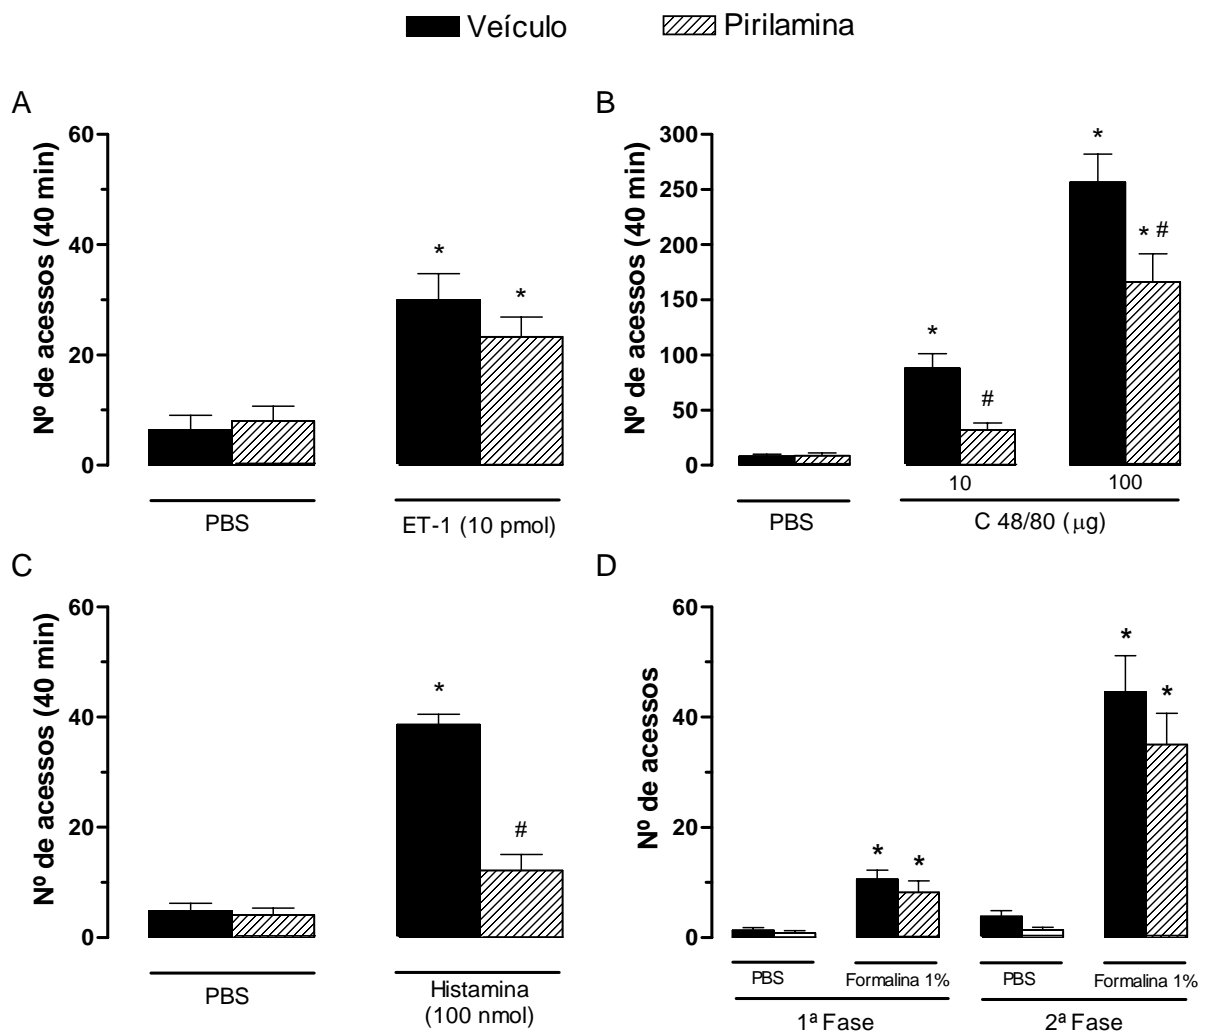 Veículo Pirilamina
A
Nº de acessos (40 min)
60
40
20
0
*
*
PBS
ET-1 (10 pmol)
B
Nº de acessos (40 min)
300
250
200
150
100
50
0
*
#
*
* #
10
100
PBS
C 48/80 (µg)
C
Nº de acessos (40 min)
60
40
20
0
*
#
PBS
Histamina
(100 nmol)
D
Nº de acessos
60
40
20
0
*
*
*
*
PBS
Formalina 1%
PBS
Formalina 1%
1ª Fase
2ª Fase